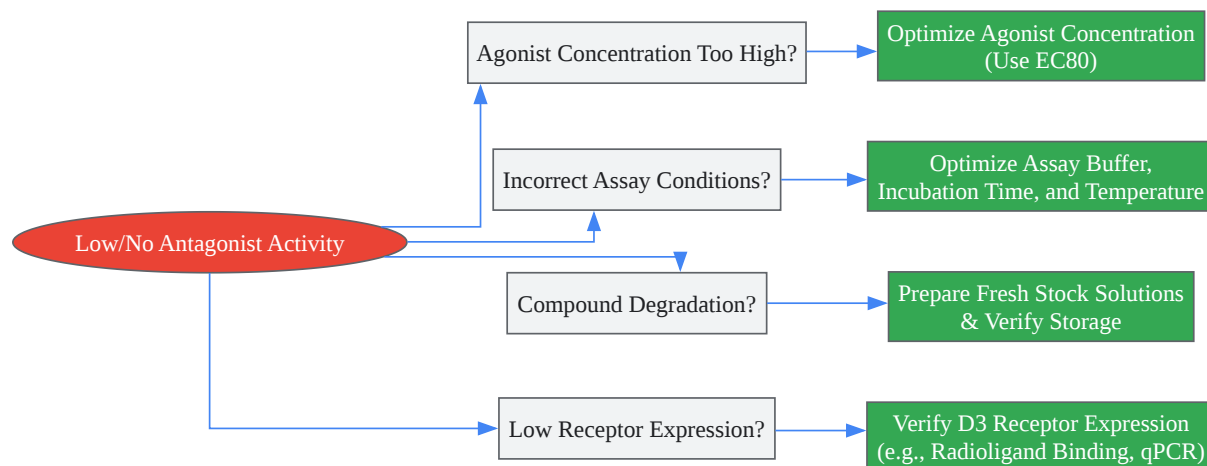 Agonist Concentration Too High?
Optimize Agonist Concentration
(Use EC80)
Incorrect Assay Conditions?
Optimize Assay Buffer,
Incubation Time, and Temperature
Low/No Antagonist Activity
Compound Degradation?
Prepare Fresh Stock Solutions
& Verify Storage
Low Receptor Expression?
Verify D3 Receptor Expression
(e.g., Radioligand Binding, qPCR)